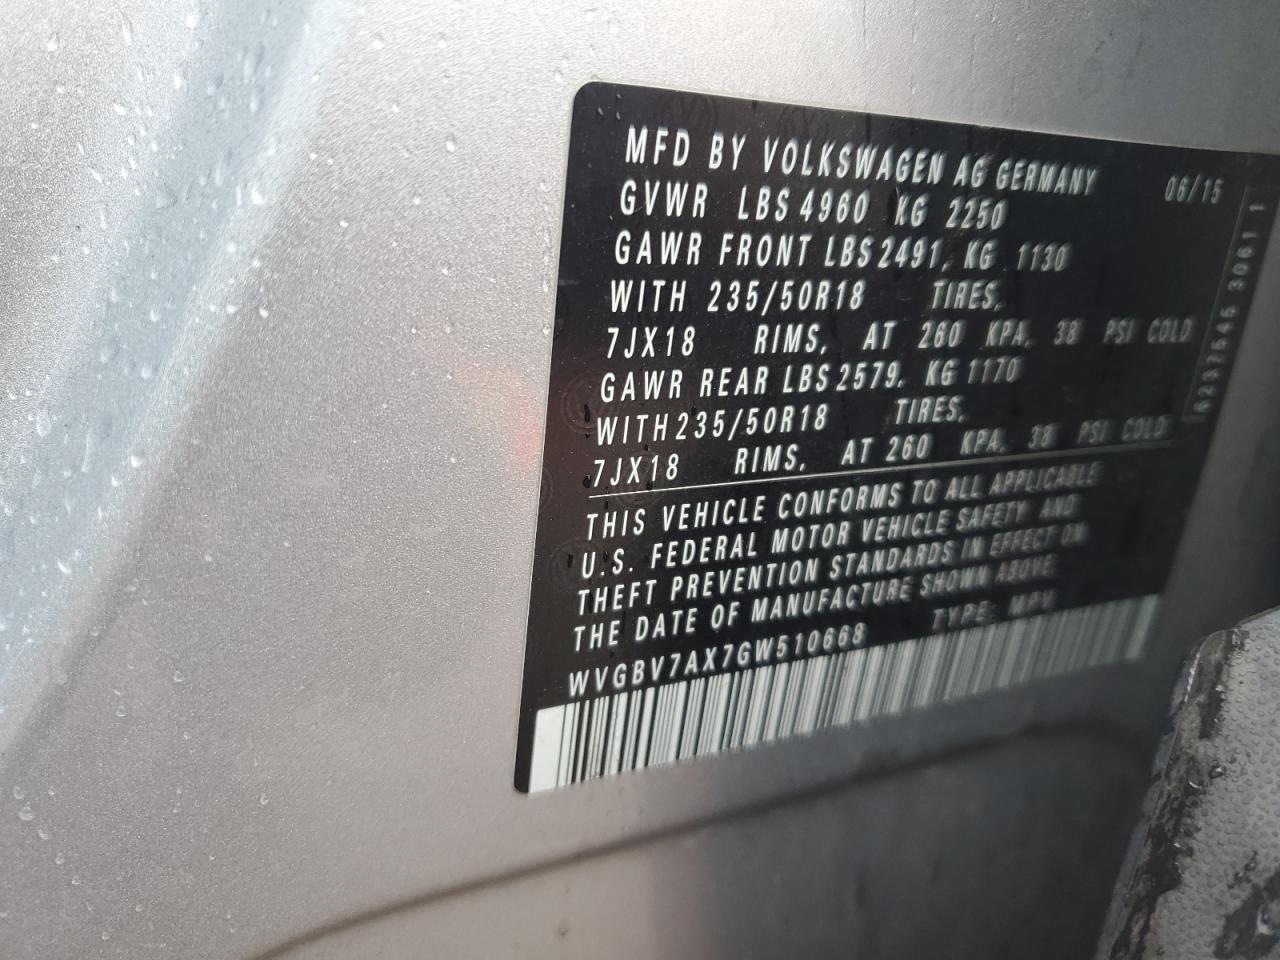 MFD BY VOLKSWAGEN AG GERMANY 06/15
GVWR LBS 4960 KG 2250
GAWR FRONT LBS 2491, KG 1130
WITH 235/50R18 TIRES,
7JX18 RIMS, AT 260 KPA, 38 PSI COLD
GAWR REAR LBS 2579, KG 1170
WITH 235/50R18 TIRES,
7JX18 RIMS, AT 260 KPA, 38 PSI COLD
THIS VEHICLE CONFORMS TO ALL APPLICABLE
U.S. FEDERAL MOTOR VEHICLE SAFETY AND
THEFT PREVENTION STANDARDS IN EFFECT ON
THE DATE OF MANUFACTURE SHOWN ABOVE
WVGBV7AX7GW510668 TYPE: MPV